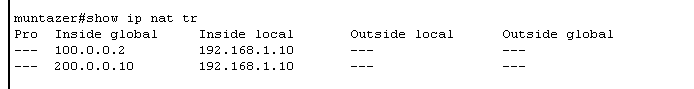 muntazer#show ip nat tr
Pro  Inside global     Inside local       Outside local      Outside global
---  100.0.0.2         192.168.1.10       ---                ---
---  200.0.0.10        192.168.1.10       ---                ---